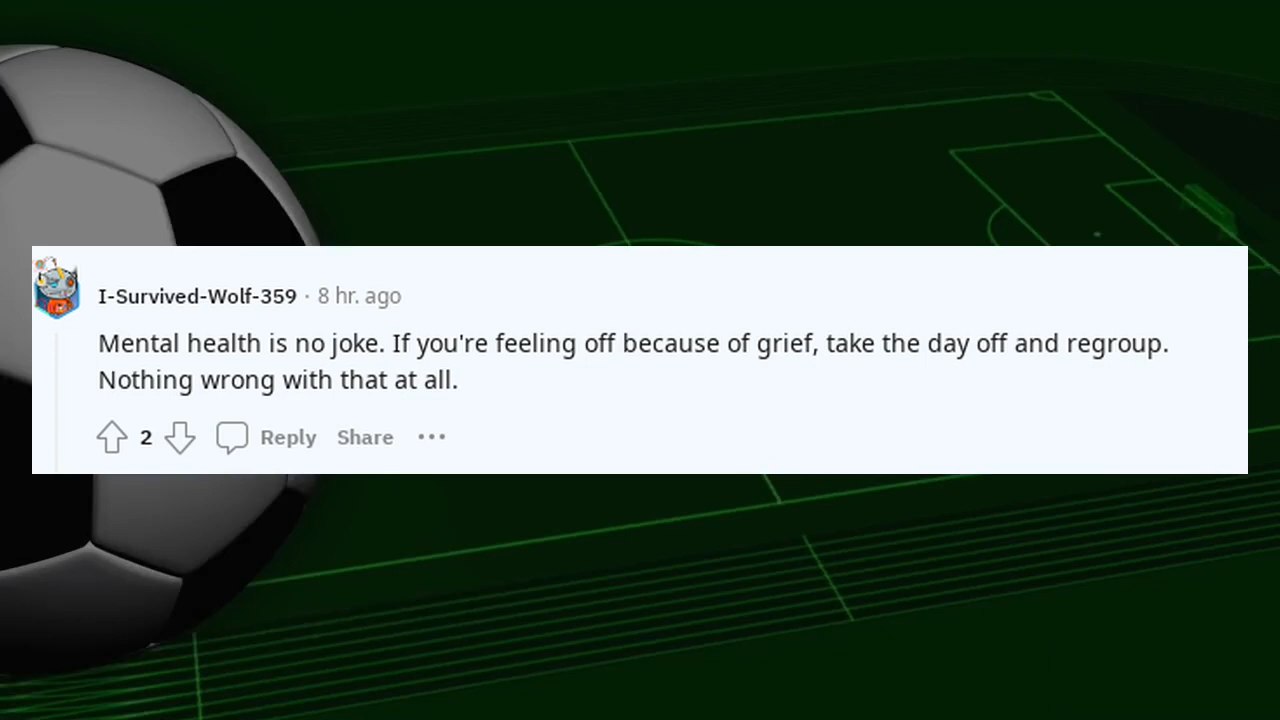 I-Survived-Wolf-359 · 8 hr. ago
Mental health is no joke. If you're feeling off because of grief, take the day off and regroup.
Nothing wrong with that at all.
2 Reply Share ···